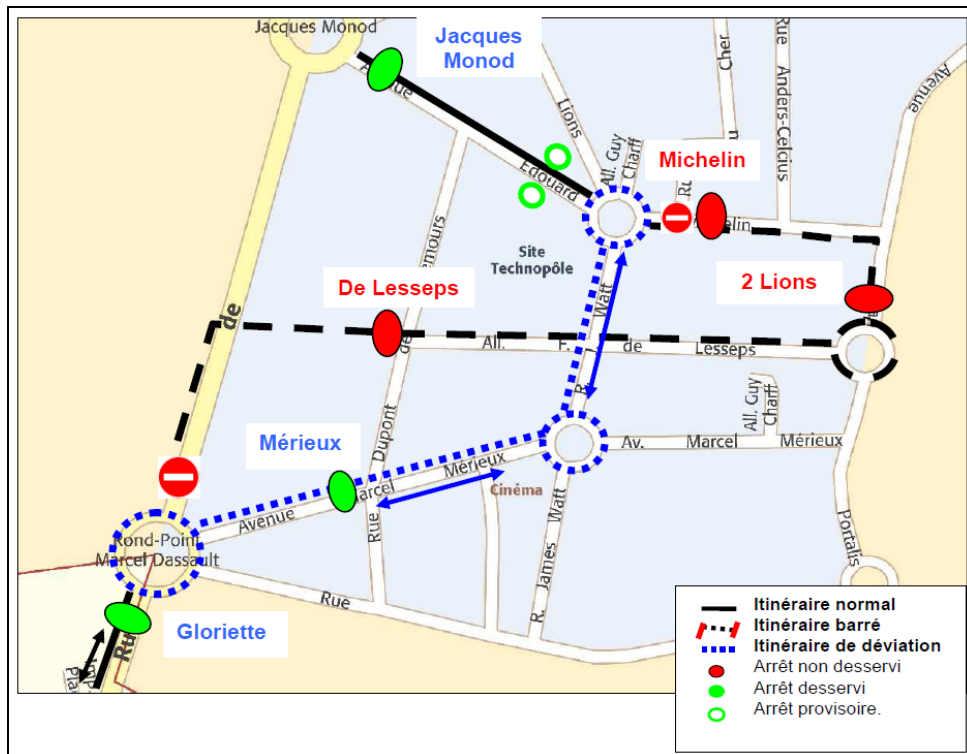 Jacques Monod
Jacques
Monod
Lions
Cher
Rue
Anders-Celcius
Avenue
All. Guy
Charff
Michelin
Edouard
Site
Technopôle
Watt
2 Lions
De Lesseps
de
de
All. F. de Lesseps
R. J.
All. Guy
Charff
Dupont
Mérieux
Avenue Marcel Mérieux
Av. Marcel Mérieux
Cinéma
Rue
R. James Watt
Portalis
Rond-Point
Marcel Dassault
Rue
Gloriette
Itinéraire normal
Itinéraire barré
Itinéraire de déviation
Arrêt non desservi
Arrêt desservi
Arrêt provisoire.